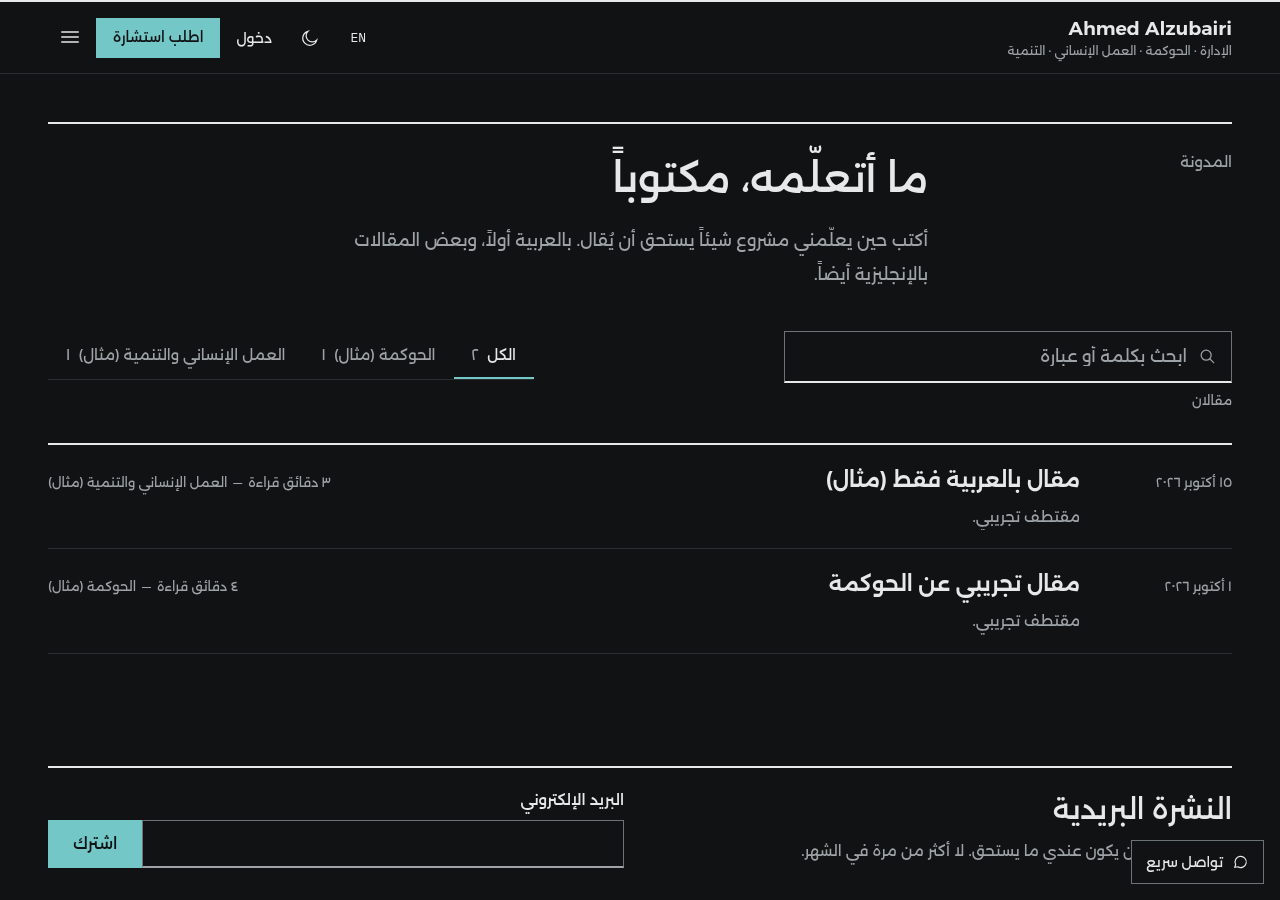 Ahmed Alzubairi
الإدارة · الحوكمة · العمل الإنساني · التنمية
EN
دخول
اطلب استشارة
المدونة
ما أتعلّمه، مكتوباً
أكتب حين يعلّمني مشروع شيئاً يستحق أن يُقال. بالعربية أولاً، وبعض المقالات
بالإنجليزية أيضاً.
ابحث بكلمة أو عبارة
الكل ٢
الحوكمة (مثال) ١
العمل الإنساني والتنمية (مثال) ١
مقالان
١٥ أكتوبر ٢٠٢٦
مقال بالعربية فقط (مثال)
٣ دقائق قراءة — العمل الإنساني والتنمية (مثال)
مقتطف تجريبي.
١ أكتوبر ٢٠٢٦
مقال تجريبي عن الحوكمة
٤ دقائق قراءة — الحوكمة (مثال)
مقتطف تجريبي.
النشرة البريدية
يكون عندي ما يستحق. لا أكثر من مرة في الشهر.
البريد الإلكتروني
اشترك
تواصل سريع